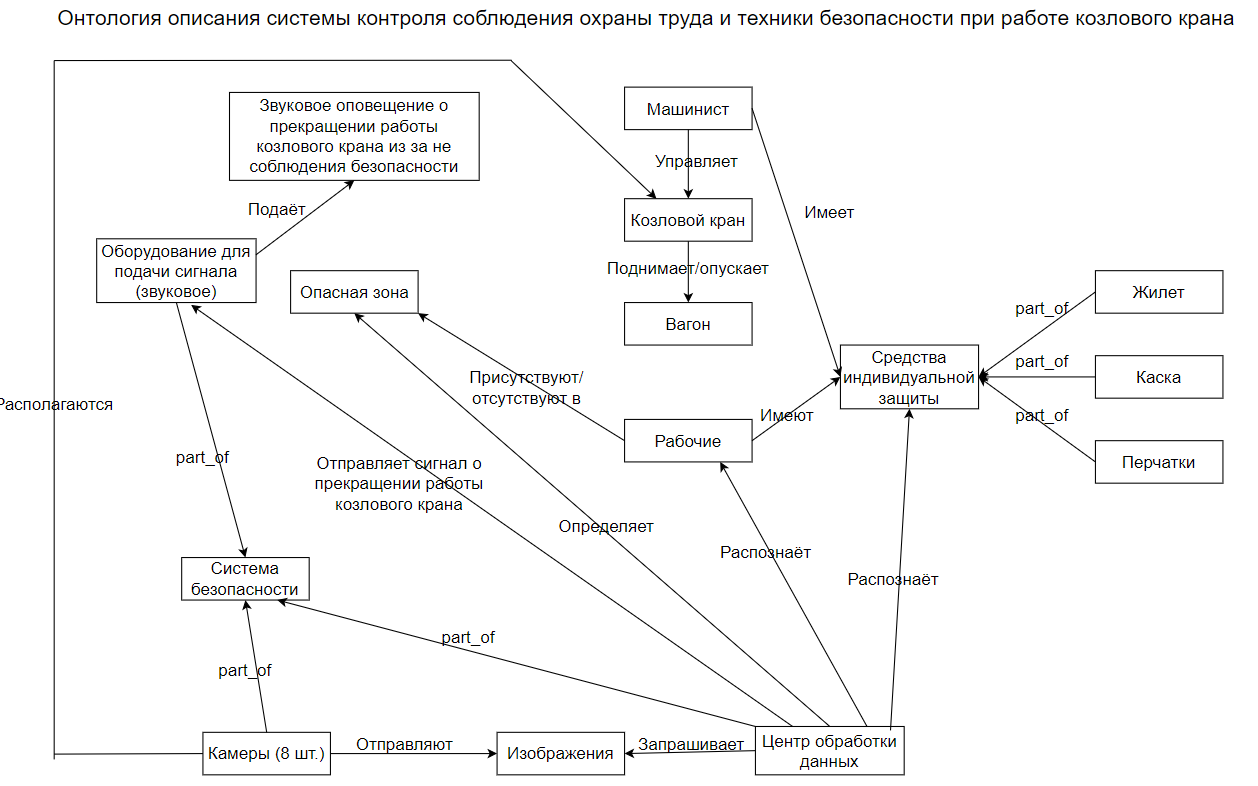 Онтология описания системы контроля соблюдения охраны труда и техники безопасности при работе козлового крана
Звуковое оповещение о
прекращении работы
козлового крана из за не
соблюдения безопасности
Машинист
Управляет
Подаёт
Имеет
Козловой кран
Оборудование для
подачи сигнала
(звуковое)
Поднимает/опускает
Опасная зона
Жилет
part_of
Вагон
Средства
индивидуальной
защиты
part_of
Каска
Присутствуют/
отсутствуют в
Располагаются
Имеют
part_of
Рабочие
Перчатки
part_of
Отправляет сигнал о
прекращении работы
козлового крана
Определяет
Распознаёт
Распознаёт
Система
безопасности
part_of
part_of
Камеры (8 шт.)
Отправляют
Изображения
Запрашивает
Центр обработки
данных